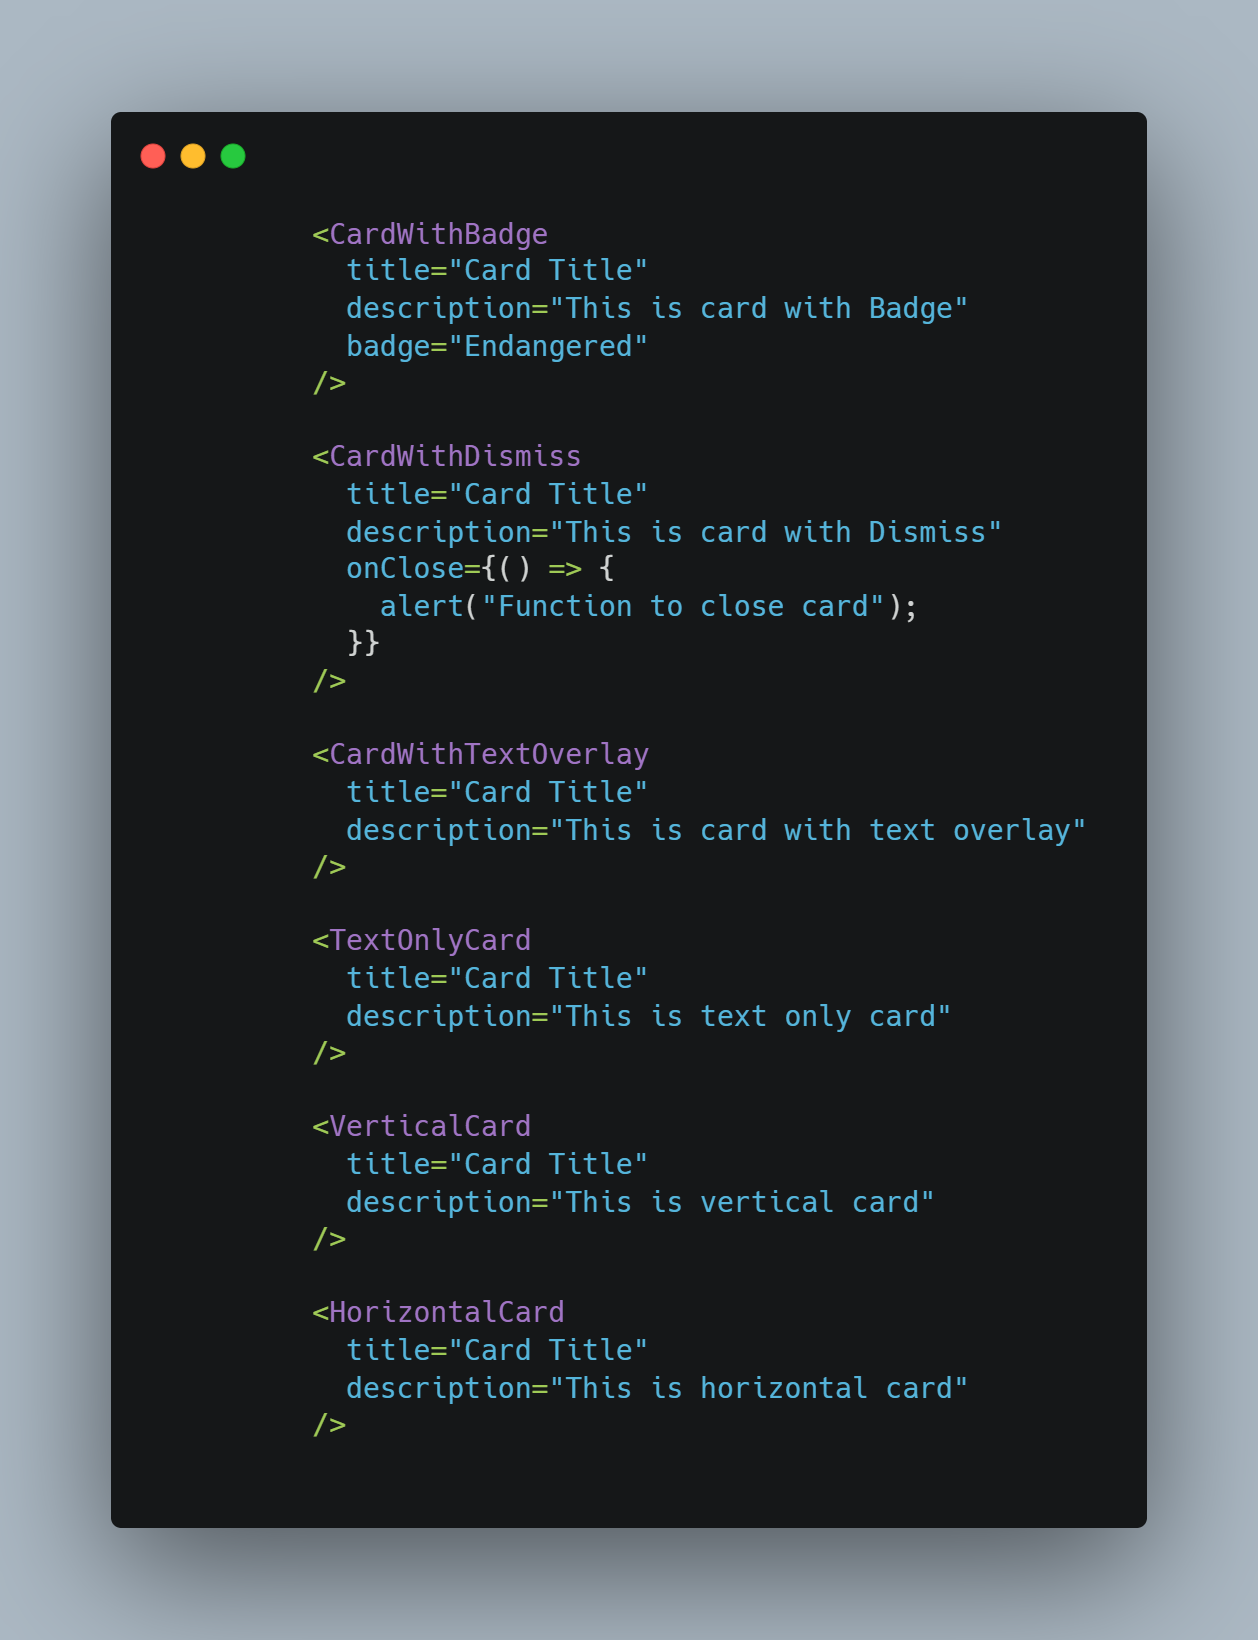 <CardWithBadge
  title="Card Title"
  description="This is card with Badge"
  badge="Endangered"
/>

<CardWithDismiss
  title="Card Title"
  description="This is card with Dismiss"
  onClose={() => {
    alert("Function to close card");
  }}
/>

<CardWithTextOverlay
  title="Card Title"
  description="This is card with text overlay"
/>

<TextOnlyCard
  title="Card Title"
  description="This is text only card"
/>

<VerticalCard
  title="Card Title"
  description="This is vertical card"
/>

<HorizontalCard
  title="Card Title"
  description="This is horizontal card"
/>